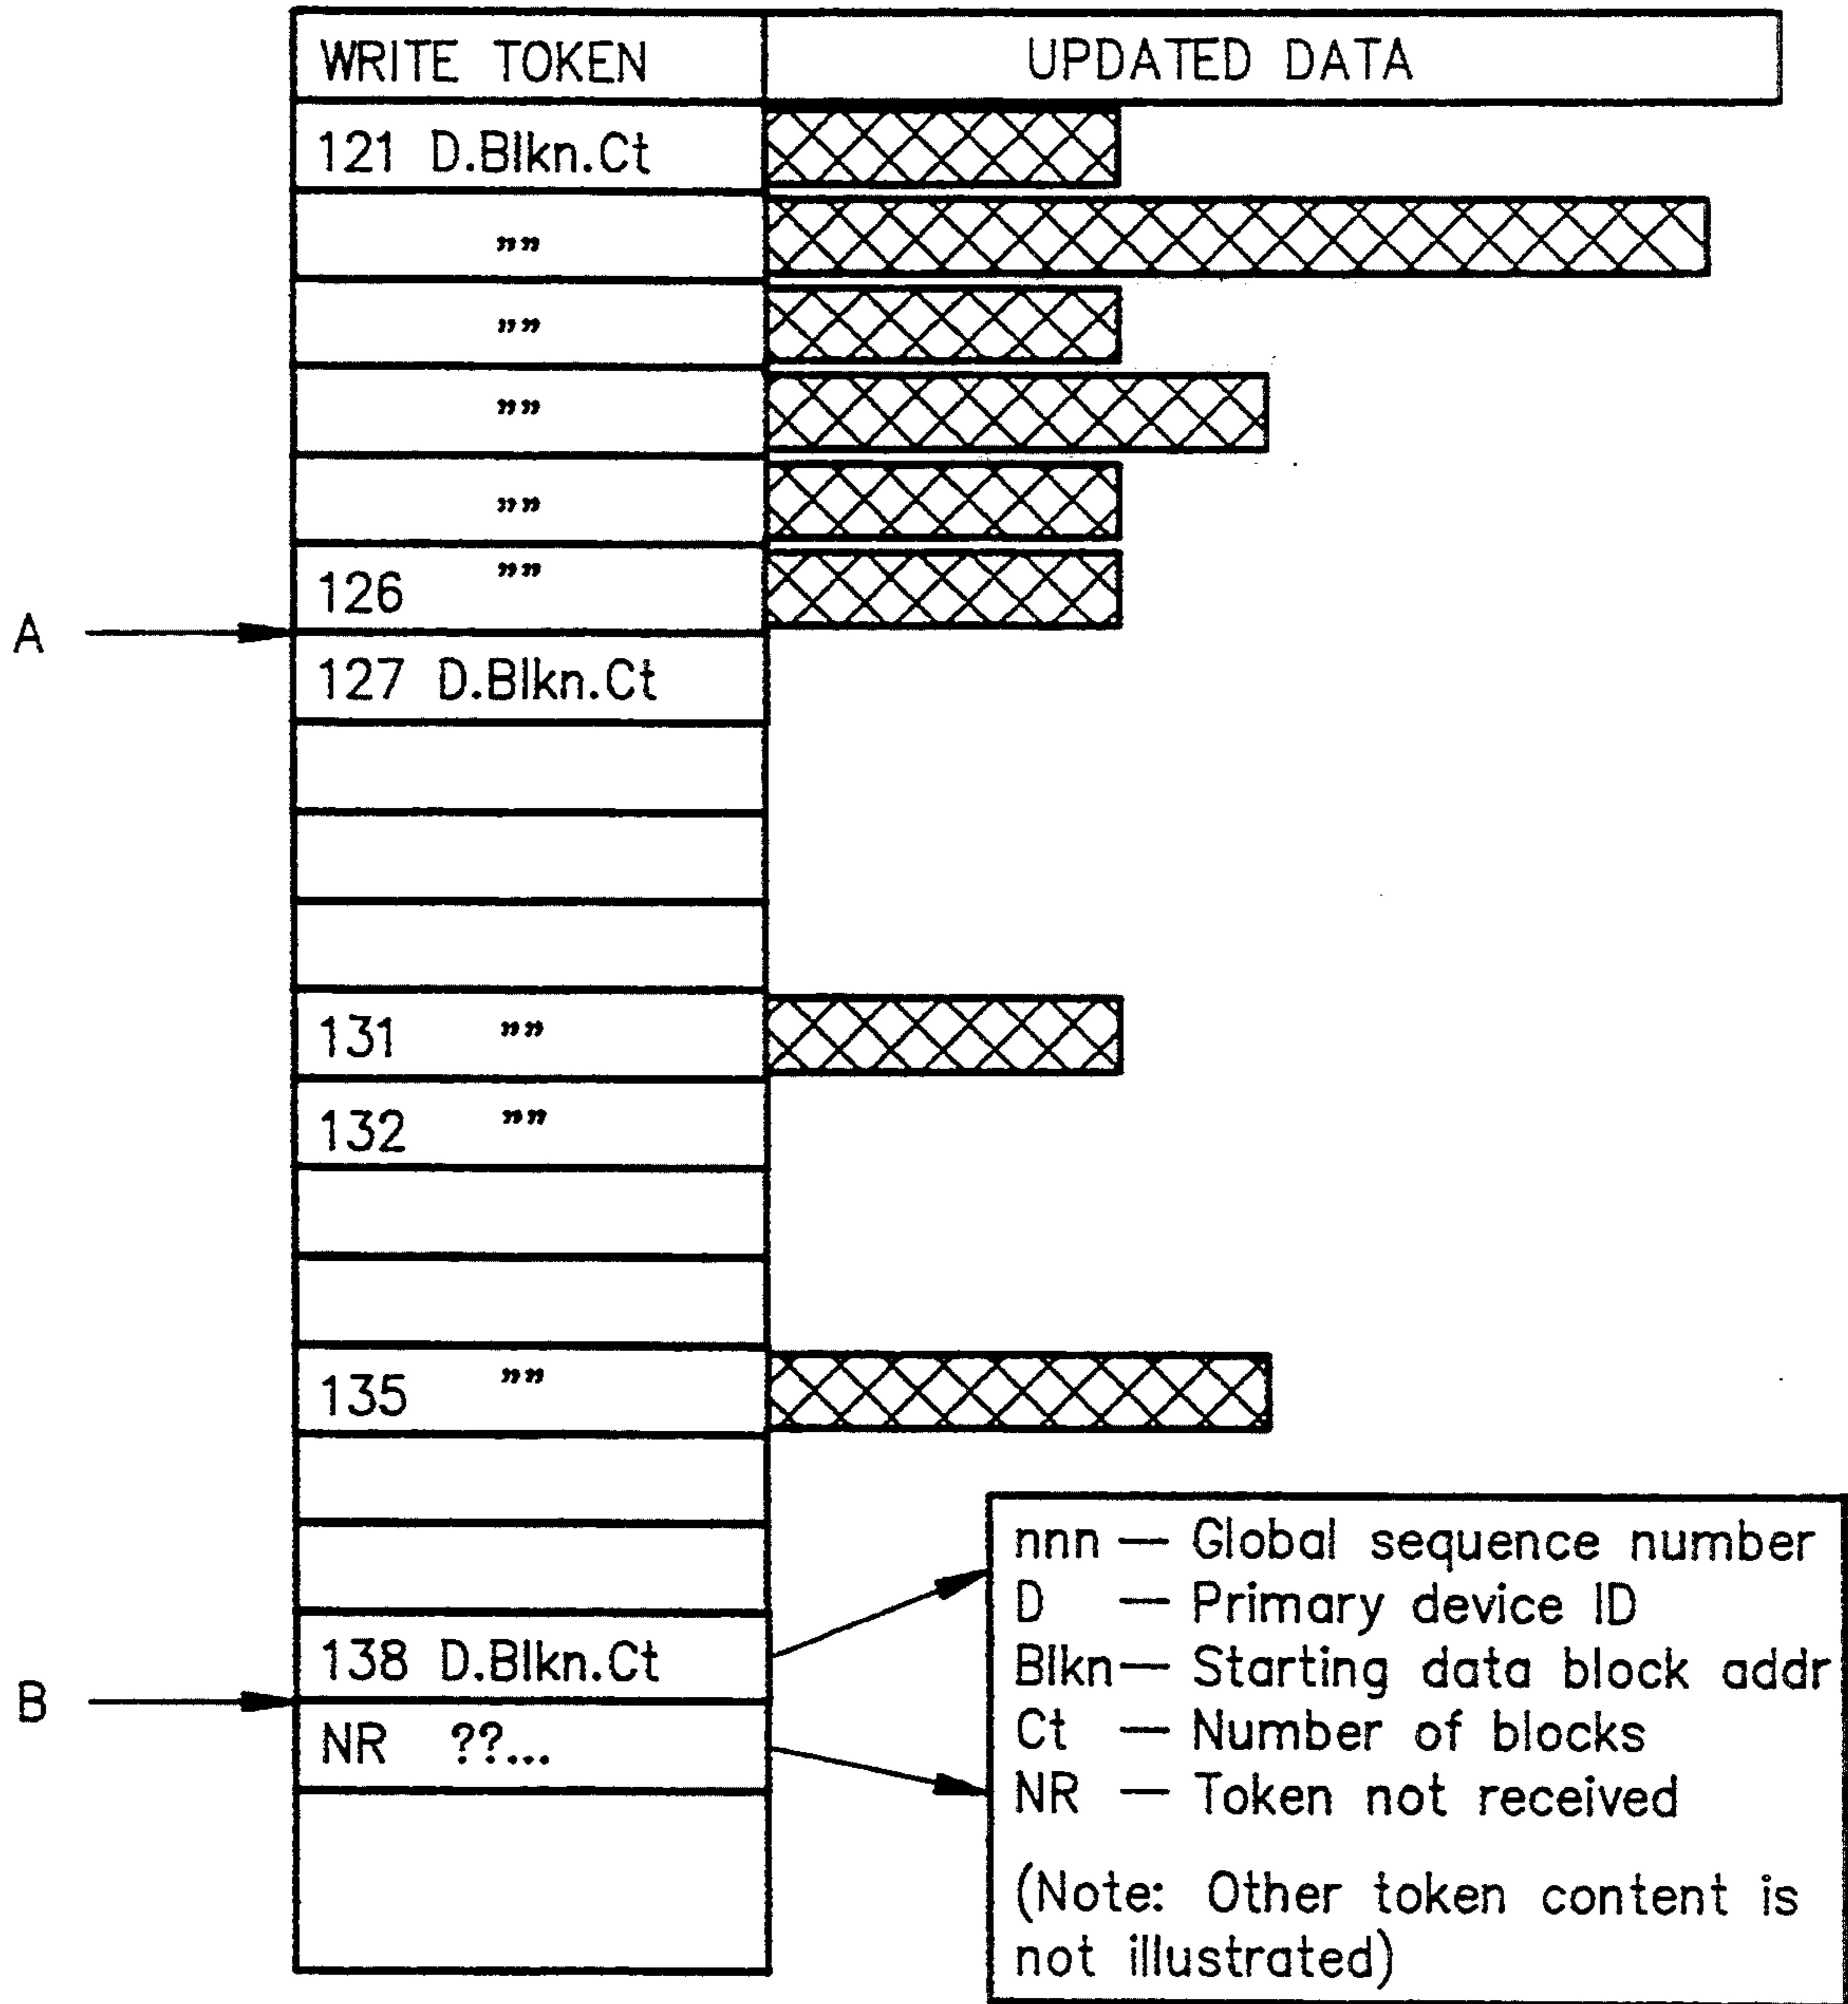 WRITE TOKEN UPDATED DATA
121 D.Blkn.Ct
""
""
""
""
126 ""
A
127 D.Blkn.Ct
131 ""
132 ""
135 ""
138 D.Blkn.Ct
B
NR ??...
nnn — Global sequence number
D — Primary device ID
Blkn — Starting data block addr
Ct — Number of blocks
NR — Token not received
(Note: Other token content is
not illustrated)